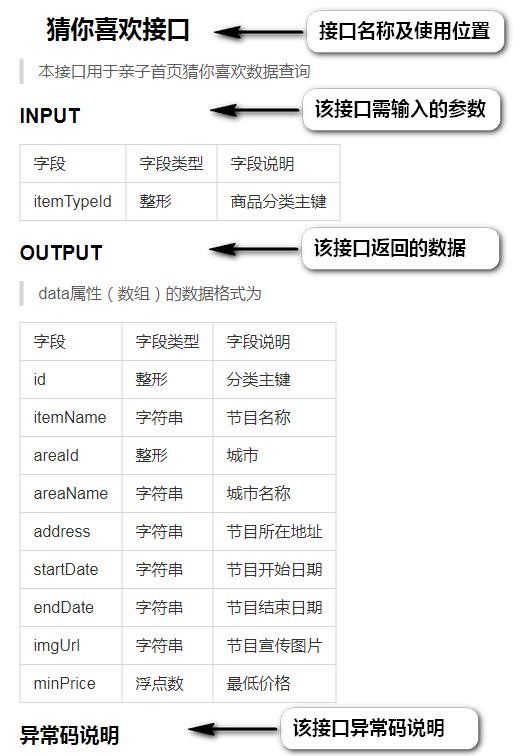 猜你喜欢接口
接口名称及使用位置
本接口用于亲子首页猜你喜欢数据查询
INPUT
该接口需输入的参数
字段 字段类型 字段说明
itemTypeId 整形 商品分类主键
OUTPUT
该接口返回的数据
data属性（数组）的数据格式为
字段 字段类型 字段说明
id 整形 分类主键
itemName 字符串 节目名称
areaId 整形 城市
areaName 字符串 城市名称
address 字符串 节目所在地址
startDate 字符串 节目开始日期
endDate 字符串 节目结束日期
imgUrl 字符串 节目宣传图片
minPrice 浮点数 最低价格
异常码说明
该接口异常码说明